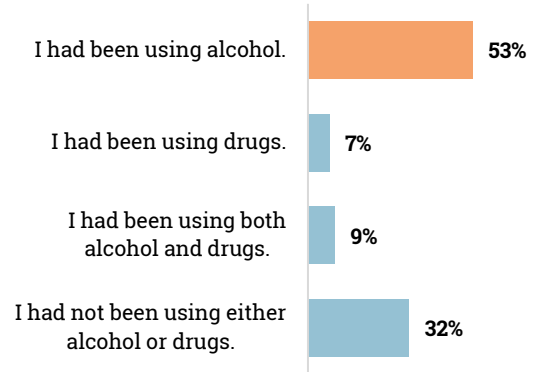 I had been using alcohol.
53%
I had been using drugs.
7%
I had been using both
alcohol and drugs.
9%
I had not been using either
alcohol or drugs.
32%